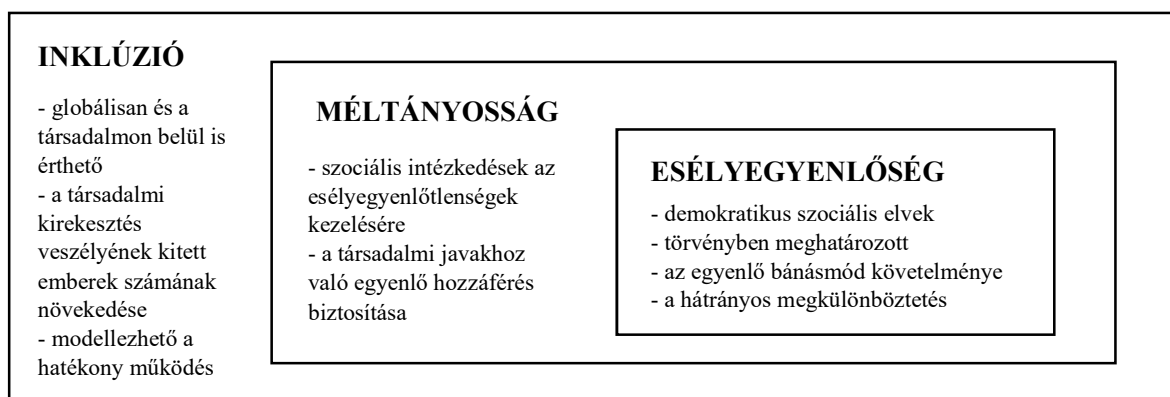 INKLÚZIÓ
- globálisan és a
társadalmon belül is
érthető
- a társadalmi
kirekesztés
veszélyének kitett
emberek számának
növekedése
- modellezhető a
hatékony működés
MÉLTÁNYOSSÁG
- szociális intézkedések az
esélyegyenlőtlenségek
kezelésére
- a társadalmi javakhoz
való egyenlő hozzáférés
biztosítása
ESÉLYEGYENLŐSÉG
- demokratikus szociális elvek
- törvényben meghatározott
- az egyenlő bánásmód követelménye
- a hátrányos megkülönböztetés